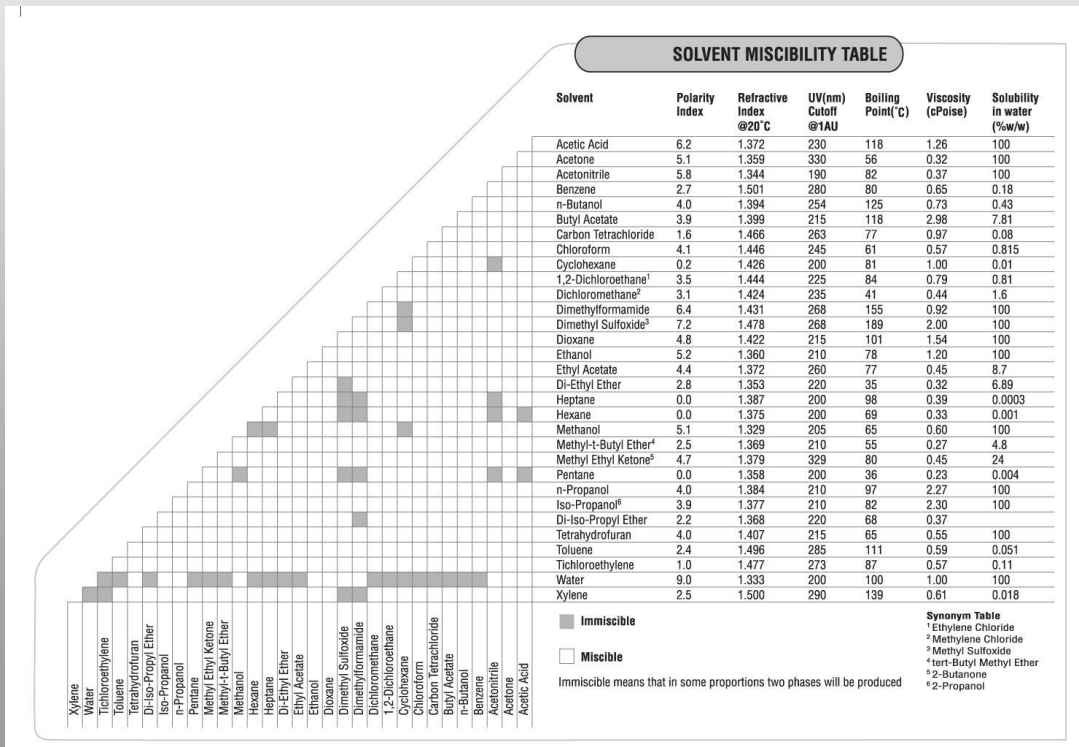 SOLVENT MISCIBILITY TABLE
Solvent Polarity Index Refractive Index @20˚C UV(nm) Cutoff @1AU Boiling Point(˚C) Viscosity (cPoise) Solubility in water (%w/w)
Acetic Acid 6.2 1.372 230 118 1.26 100
Acetone 5.1 1.359 330 56 0.32 100
Acetonitrile 5.8 1.344 190 82 0.37 100
Benzene 2.7 1.501 280 80 0.65 0.18
n-Butanol 4.0 1.394 254 125 0.73 0.43
Butyl Acetate 3.9 1.399 215 118 2.98 7.81
Carbon Tetrachloride 1.6 1.466 263 77 0.97 0.08
Chloroform 4.1 1.446 245 61 0.57 0.815
Cyclohexane 0.2 1.426 200 81 1.00 0.01
1,2-Dichloroethane¹ 3.5 1.444 225 84 0.79 0.81
Dichloromethane² 3.1 1.424 235 41 0.44 1.6
Dimethylformamide 6.4 1.431 268 155 0.92 100
Dimethyl Sulfoxide³ 7.2 1.478 268 189 2.00 100
Dioxane 4.8 1.422 215 101 1.54 100
Ethanol 5.2 1.360 210 78 1.20 100
Ethyl Acetate 4.4 1.372 260 77 0.45 8.7
Di-Ethyl Ether 2.8 1.353 220 35 0.32 6.89
Heptane 0.0 1.387 200 98 0.39 0.0003
Hexane 0.0 1.375 200 69 0.33 0.001
Methanol 5.1 1.329 205 65 0.60 100
Methyl-t-Butyl Ether⁴ 2.5 1.369 210 55 0.27 4.8
Methyl Ethyl Ketone⁵ 4.7 1.379 329 80 0.45 24
Pentane 0.0 1.358 200 36 0.23 0.004
n-Propanol 4.0 1.384 210 97 2.27 100
Iso-Propanol⁶ 3.9 1.377 210 82 2.30 100
Di-Iso-Propyl Ether 2.2 1.368 220 68 0.37
Tetrahydrofuran 4.0 1.407 215 65 0.55 100
Toluene 2.4 1.496 285 111 0.59 0.051
Tichloroethylene 1.0 1.477 273 87 0.57 0.11
Water 9.0 1.333 200 100 1.00 100
Xylene 2.5 1.500 290 139 0.61 0.018
Xylene
Water
Tichloroethylene
Toluene
Tetrahydrofuran
Di-Iso-Propyl Ether
Iso-Propanol
n-Propanol
Pentane
Methyl Ethyl Ketone
Methyl-t-Butyl Ether
Methanol
Hexane
Heptane
Di-Ethyl Ether
Ethyl Acetate
Ethanol
Dioxane
Dimethyl Sulfoxide
Dimethylformamide
Dichloromethane
1,2-Dichloroethane
Cyclohexane
Chloroform
Carbon Tetrachloride
Butyl Acetate
n-Butanol
Benzene
Acetonitrile
Acetone
Acetic Acid
Immiscible
Miscible
Immiscible means that in some proportions two phases will be produced
Synonym Table
¹ Ethylene Chloride
² Methylene Chloride
³ Methyl Sulfoxide
⁴ tert-Butyl Methyl Ether
⁵ 2-Butanone
⁶ 2-Propanol